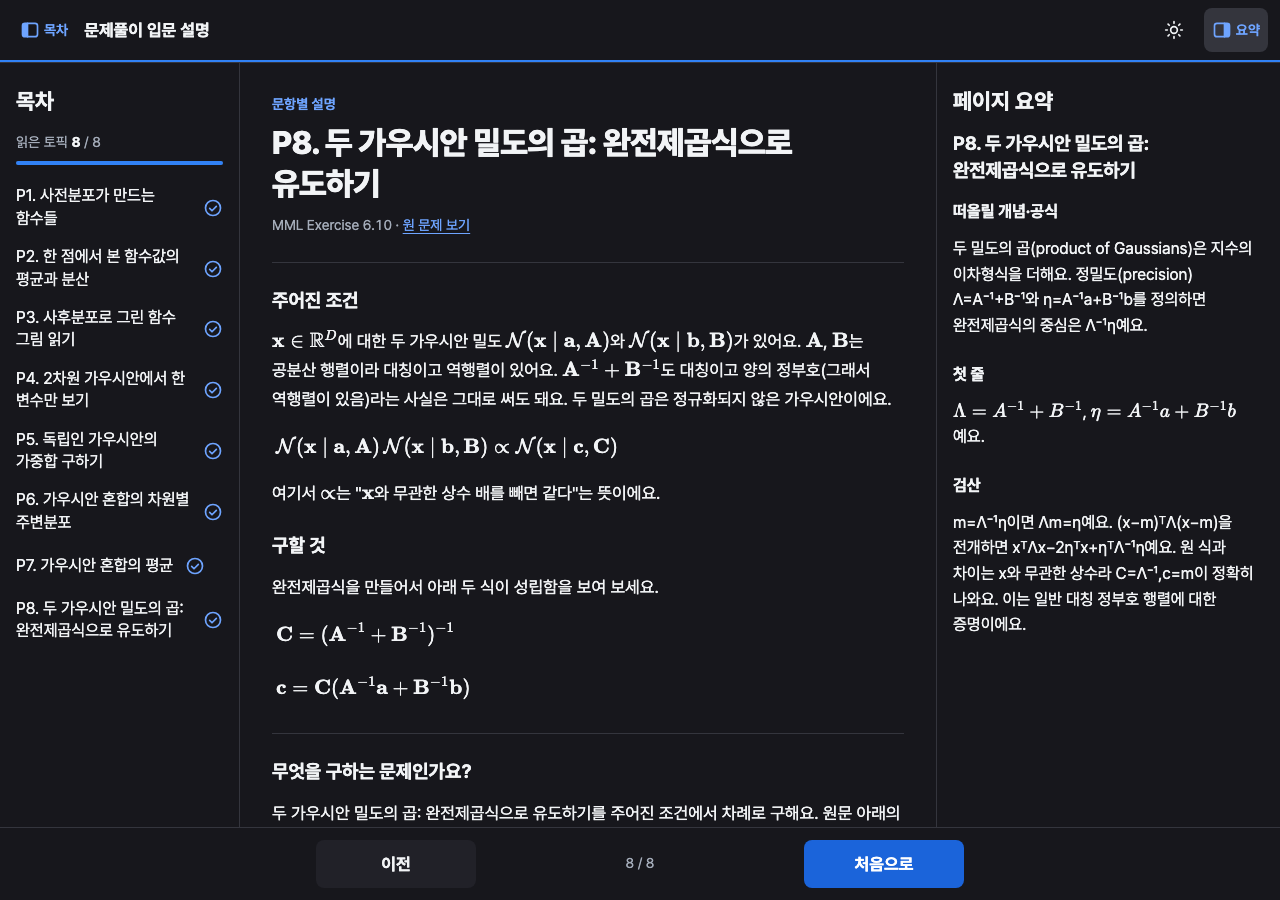 목차
문제풀이 입문 설명
요약
목차
읽은 토픽 8 / 8
P1. 사전분포가 만드는
함수들
P2. 한 점에서 본 함수값의
평균과 분산
P3. 사후분포로 그린 함수
그림 읽기
P4. 2차원 가우시안에서 한
변수만 보기
P5. 독립인 가우시안의
가중합 구하기
P6. 가우시안 혼합의 차원별
주변분포
P7. 가우시안 혼합의 평균
P8. 두 가우시안 밀도의 곱:
완전제곱식으로 유도하기
문항별 설명
P8. 두 가우시안 밀도의 곱: 완전제곱식으로
유도하기
MML Exercise 6.10 · 원 문제 보기
주어진 조건
x ∈ ℝᴰ에 대한 두 가우시안 밀도 𝒩(x | a, A)와 𝒩(x | b, B)가 있어요. A, B는
공분산 행렬이라 대칭이고 역행렬이 있어요. A⁻¹ + B⁻¹도 대칭이고 양의 정부호(그래서
역행렬이 있음)라는 사실은 그대로 써도 돼요. 두 밀도의 곱은 정규화되지 않은 가우시안이에요.
𝒩(x | a, A) 𝒩(x | b, B) ∝ 𝒩(x | c, C)
여기서 ∝는 "x와 무관한 상수 배를 빼면 같다"는 뜻이에요.
구할 것
완전제곱식을 만들어서 아래 두 식이 성립함을 보여 보세요.
C = (A⁻¹ + B⁻¹)⁻¹
c = C(A⁻¹a + B⁻¹b)
무엇을 구하는 문제인가요?
두 가우시안 밀도의 곱: 완전제곱식으로 유도하기를 주어진 조건에서 차례로 구해요. 원문 아래의
페이지 요약
P8. 두 가우시안 밀도의 곱:
완전제곱식으로 유도하기
떠올릴 개념·공식
두 밀도의 곱(product of Gaussians)은 지수의
이차형식을 더해요. 정밀도(precision)
Λ=A⁻¹+B⁻¹와 η=A⁻¹a+B⁻¹b를 정의하면
완전제곱식의 중심은 Λ⁻¹η예요.
첫 줄
Λ = A⁻¹ + B⁻¹, η = A⁻¹a + B⁻¹b
예요.
검산
m=Λ⁻¹η이면 Λm=η예요. (x−m)ᵀΛ(x−m)을
전개하면 xᵀΛx−2ηᵀx+ηᵀΛ⁻¹η예요. 원 식과
차이는 x와 무관한 상수라 C=Λ⁻¹,c=m이 정확히
나와요. 이는 일반 대칭 정부호 행렬에 대한
증명이에요.
이전
8 / 8
처음으로